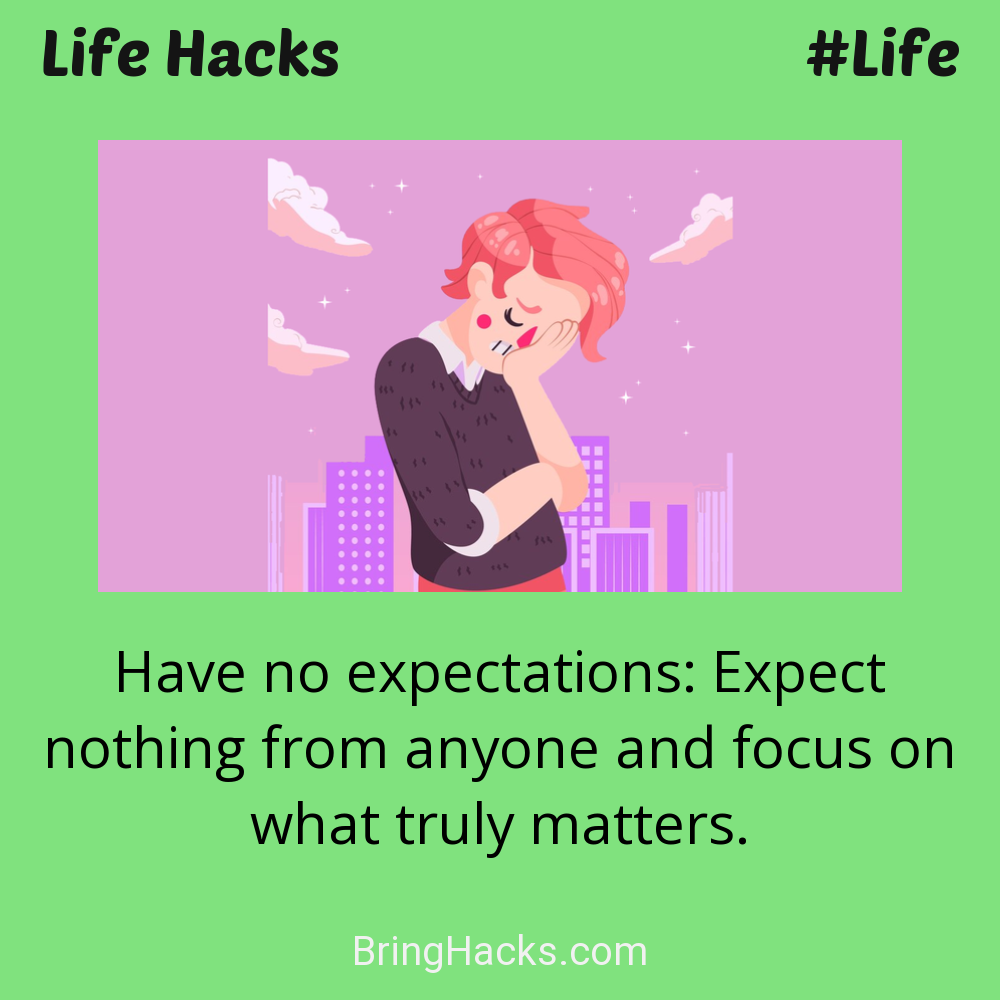 Life Hacks
#Life
Have no expectations: Expect
nothing from anyone and focus on
what truly matters.
BringHacks.com